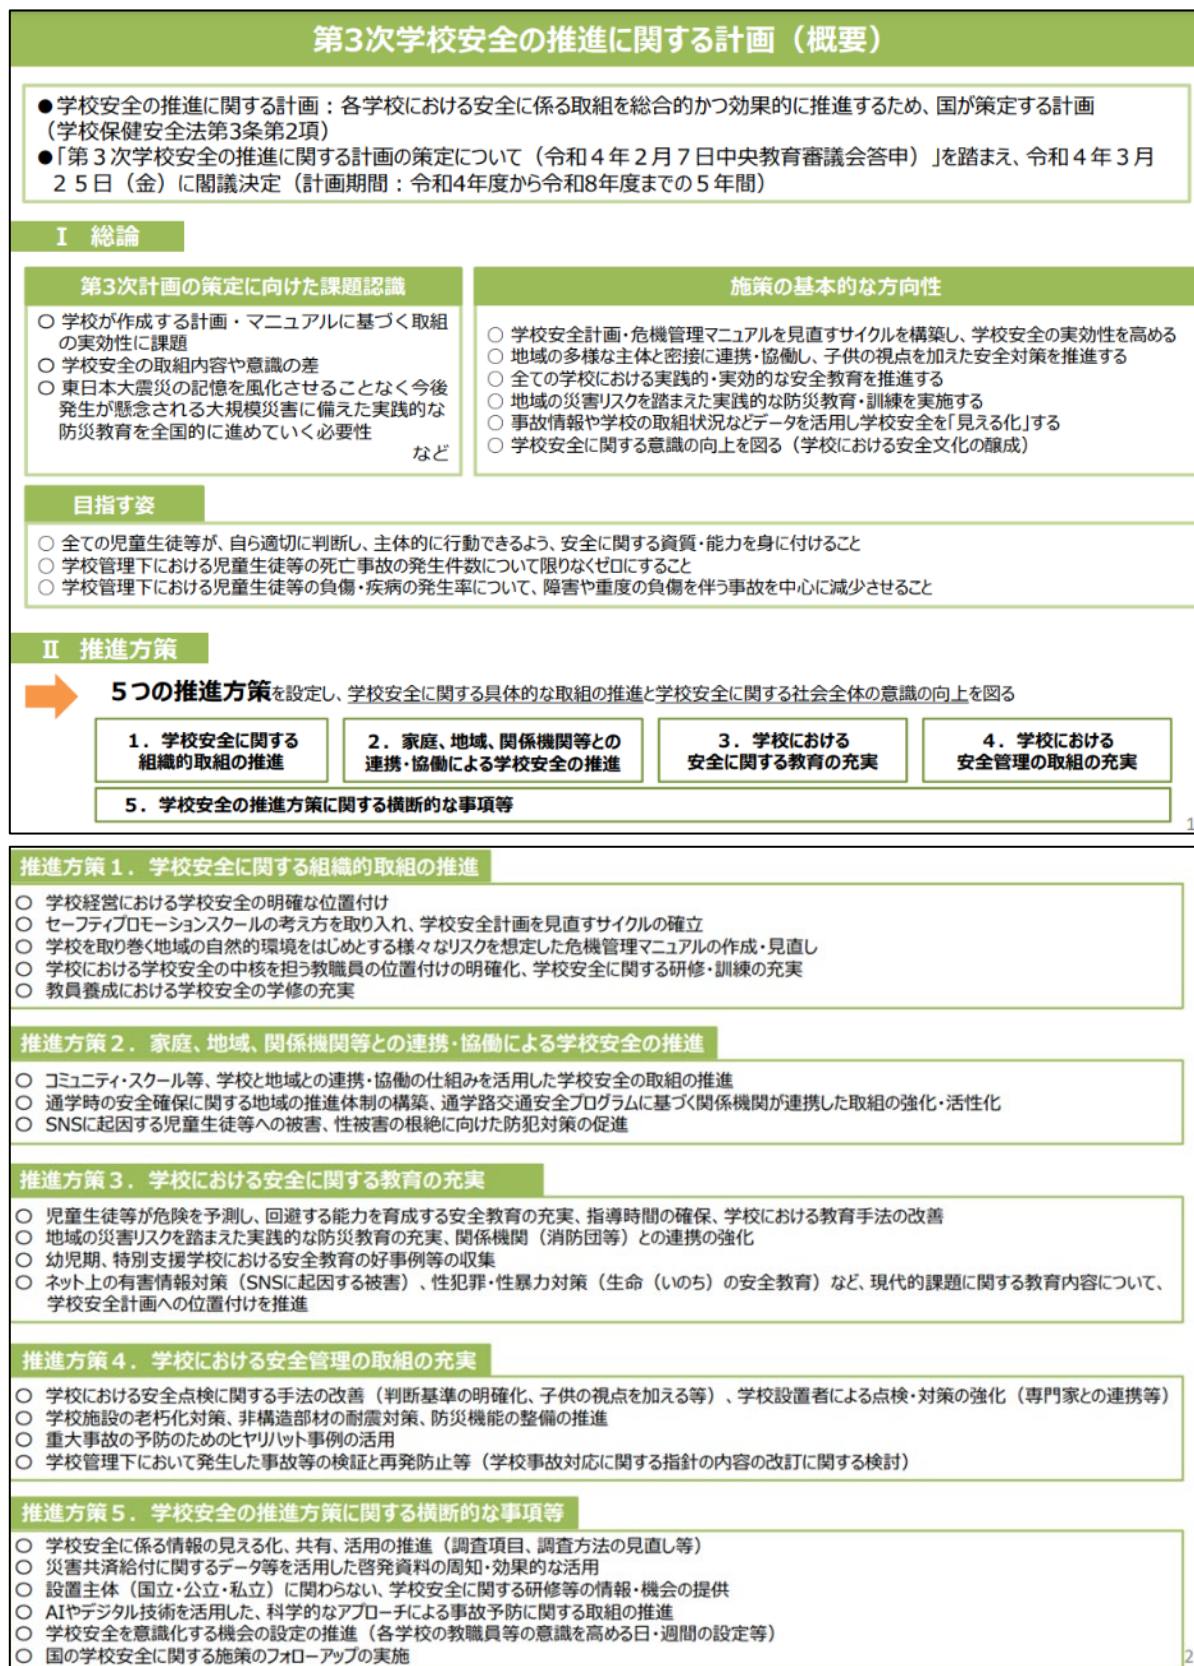 第3次学校安全の推進に関する計画（概要）
●学校安全の推進に関する計画：各学校における安全に係る取組を総合的かつ効果的に推進するため、国が策定する計画
（学校保健安全法第3条第2項）
●「第３次学校安全の推進に関する計画の策定について（令和４年２月７日中央教育審議会答申）」を踏まえ、令和４年３月
２５日（金）に閣議決定（計画期間：令和4年度から令和8年度までの５年間）
Ⅰ 総論
第3次計画の策定に向けた課題認識
○ 学校が作成する計画・マニュアルに基づく取組
の実効性に課題
○ 学校安全の取組内容や意識の差
○ 東日本大震災の記憶を風化させることなく今後
発生が懸念される大規模災害に備えた実践的な
防災教育を全国的に進めていく必要性
など
施策の基本的な方向性
○ 学校安全計画・危機管理マニュアルを見直すサイクルを構築し、学校安全の実効性を高める
○ 地域の多様な主体と密接に連携・協働し、子供の視点を加えた安全対策を推進する
○ 全ての学校における実践的・実効的な安全教育を推進する
○ 地域の災害リスクを踏まえた実践的な防災教育・訓練を実施する
○ 事故情報や学校の取組状況などデータを活用し学校安全を「見える化」する
○ 学校安全に関する意識の向上を図る（学校における安全文化の醸成）
目指す姿
○ 全ての児童生徒等が、自ら適切に判断し、主体的に行動できるよう、安全に関する資質・能力を身に付けること
○ 学校管理下における児童生徒等の死亡事故の発生件数について限りなくゼロにすること
○ 学校管理下における児童生徒等の負傷・疾病の発生率について、障害や重度の負傷を伴う事故を中心に減少させること
Ⅱ 推進方策
５つの推進方策を設定し、学校安全に関する具体的な取組の推進と学校安全に関する社会全体の意識の向上を図る
１．学校安全に関する
組織的取組の推進
２．家庭、地域、関係機関等との
連携・協働による学校安全の推進
３．学校における
安全に関する教育の充実
４．学校における
安全管理の取組の充実
５．学校安全の推進方策に関する横断的な事項等
1
推進方策１．学校安全に関する組織的取組の推進
○ 学校経営における学校安全の明確な位置付け
○ セーフティプロモーションスクールの考え方を取り入れ、学校安全計画を見直すサイクルの確立
○ 学校を取り巻く地域の自然的環境をはじめとする様々なリスクを想定した危機管理マニュアルの作成・見直し
○ 学校における学校安全の中核を担う教職員の位置付けの明確化、学校安全に関する研修・訓練の充実
○ 教員養成における学校安全の学修の充実
推進方策２．家庭、地域、関係機関等との連携・協働による学校安全の推進
○ コミュニティ・スクール等、学校と地域との連携・協働の仕組みを活用した学校安全の取組の推進
○ 通学時の安全確保に関する地域の推進体制の構築、通学路交通安全プログラムに基づく関係機関が連携した取組の強化・活性化
○ SNSに起因する児童生徒等への被害、性被害の根絶に向けた防犯対策の促進
推進方策３．学校における安全に関する教育の充実
○ 児童生徒等が危険を予測し、回避する能力を育成する安全教育の充実、指導時間の確保、学校における教育手法の改善
○ 地域の災害リスクを踏まえた実践的な防災教育の充実、関係機関（消防団等）との連携の強化
○ 幼児期、特別支援学校における安全教育の好事例等の収集
○ ネット上の有害情報対策（SNSに起因する被害）、性犯罪・性暴力対策（生命（いのち）の安全教育）など、現代的課題に関する教育内容について、
学校安全計画への位置付けを推進
推進方策４．学校における安全管理の取組の充実
○ 学校における安全点検に関する手法の改善（判断基準の明確化、子供の視点を加える等）、学校設置者による点検・対策の強化（専門家との連携等）
○ 学校施設の老朽化対策、非構造部材の耐震対策、防災機能の整備の推進
○ 重大事故の予防のためのヒヤリハット事例の活用
○ 学校管理下において発生した事故等の検証と再発防止等（学校事故対応に関する指針の内容の改訂に関する検討）
推進方策５．学校安全の推進方策に関する横断的な事項等
○ 学校安全に係る情報の見える化、共有、活用の推進（調査項目、調査方法の見直し等）
○ 災害共済給付に関するデータ等を活用した啓発資料の周知・効果的な活用
○ 設置主体（国立・公立・私立）に関わらない、学校安全に関する研修等の情報・機会の提供
○ AIやデジタル技術を活用した、科学的なアプローチによる事故予防に関する取組の推進
○ 学校安全を意識化する機会の設定の推進（各学校の教職員等の意識を高める日・週間の設定等）
○ 国の学校安全に関する施策のフォローアップの実施
2